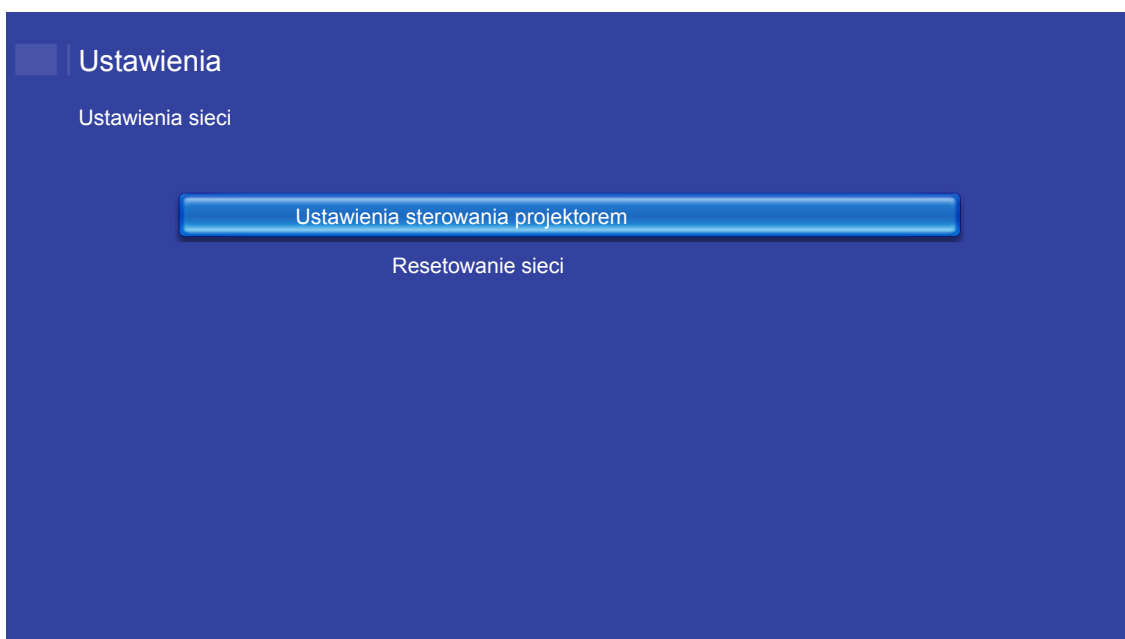 Ustawienia
Ustawienia sieci
Ustawienia sterowania projektorem
Resetowanie sieci